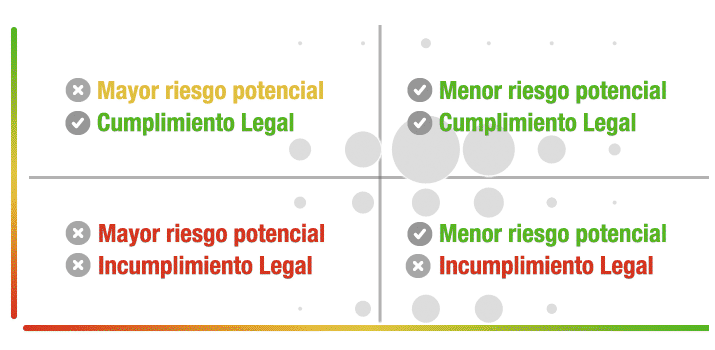 Mayor riesgo potencial
Cumplimiento Legal
Menor riesgo potencial
Cumplimiento Legal
Mayor riesgo potencial
Incumplimiento Legal
Menor riesgo potencial
Incumplimiento Legal